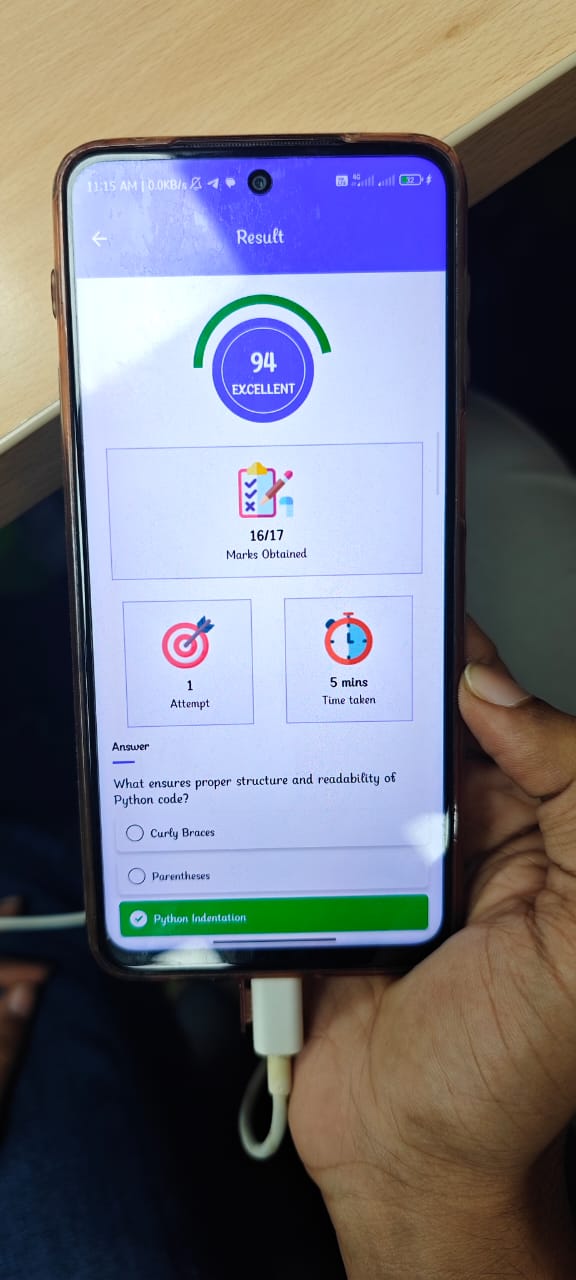 11:15 AM | 0.0KB/s
4G
32
Result
94
EXCELLENT
16/17
Marks Obtained
1
Attempt
5 mins
Time taken
Answer
What ensures proper structure and readability of
Python code?
Curly Braces
Parentheses
Python Indentation